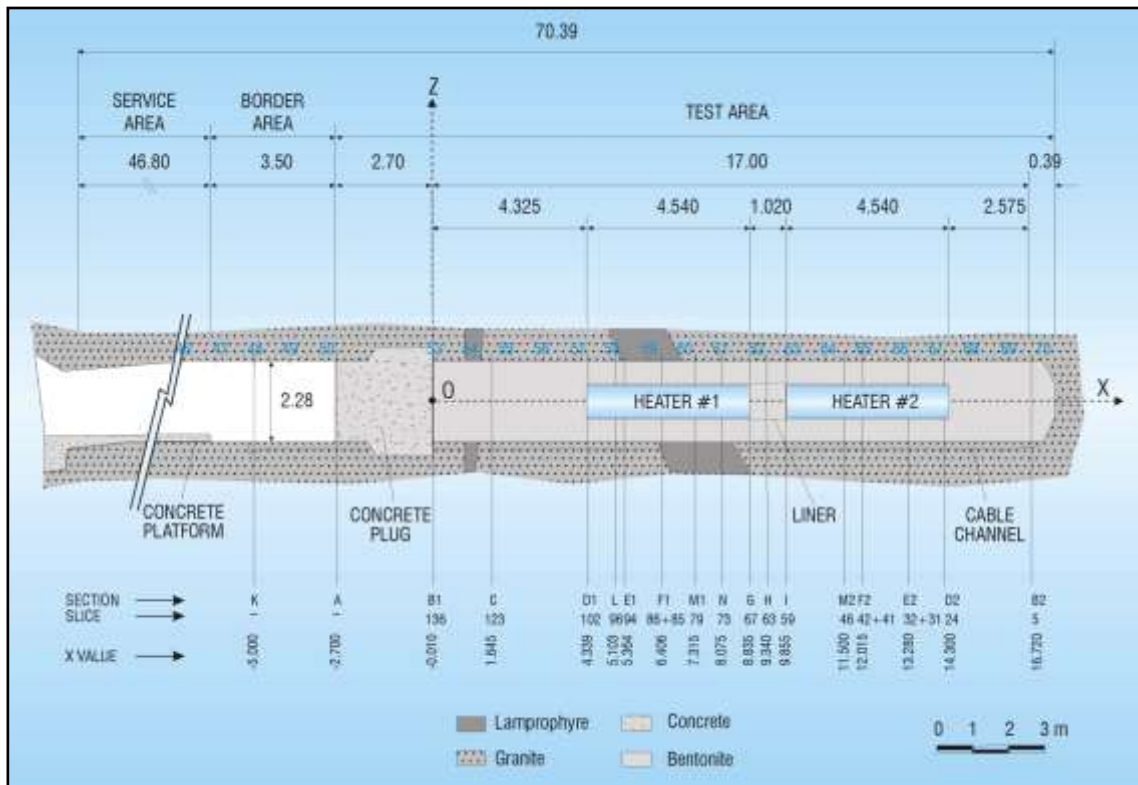 70.39
Z
SERVICE AREA
BORDER AREA
TEST AREA
46.80 3.50 2.70 17.00 0.39
4.325 4.540 1.020 4.540 2.575
2.28 O HEATER #1 HEATER #2 X
CONCRETE PLATFORM
CONCRETE PLUG
LINER
CABLE CHANNEL
SECTION K A B1 C D1 L E1 F1 M1 N G H I M2 F2 E2 D2 B2
SLICE – – 136 123 102 96 94 86+85 79 73 67 63 59 46 42+41 32+31 24 5
X VALUE -5.000 -2.700 -0.010 1.645 4.339 5.103 5.364 6.406 7.315 8.075 8.835 9.340 9.855 11.500 12.015 13.280 14.300 16.720
Lamprophyre Concrete
Granite Bentonite
0 1 2 3 m